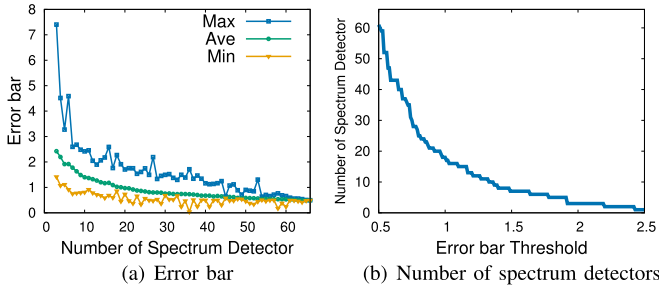 Max
Ave
Min
8
7
6
5
4
3
2
1
0
Error bar
0 10 20 30 40 50 60
Number of Spectrum Detector
(a) Error bar
60
50
40
30
20
10
0
Number of Spectrum Detector
0.5 1 1.5 2 2.5
Error bar Threshold
(b) Number of spectrum detectors